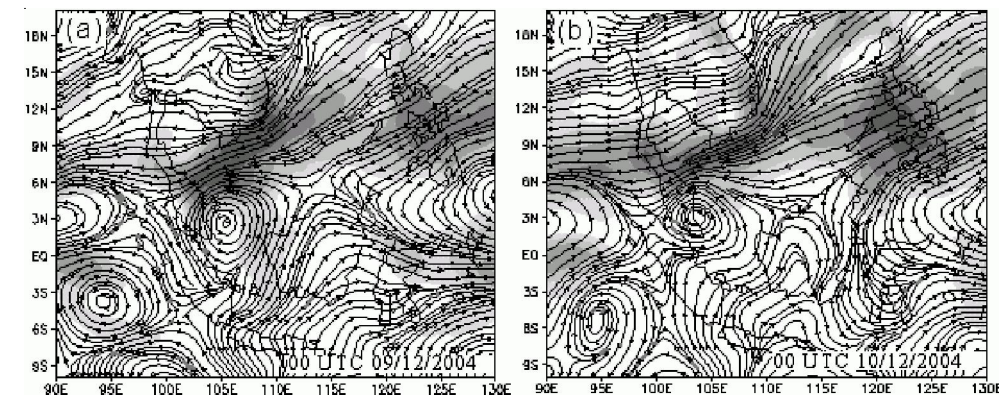 (a)
18N
15N
12N
9N
6N
3N
EQ
3S
6S
9S
00 UTC 09/12/2004
90E 95E 100E 105E 110E 115E 120E 125E 130E
(b)
18N
15N
12N
9N
6N
3N
EQ
3S
8S
9S
00 UTC 10/12/2004
90E 95E 100E 105E 110E 115E 120E 125E 130E